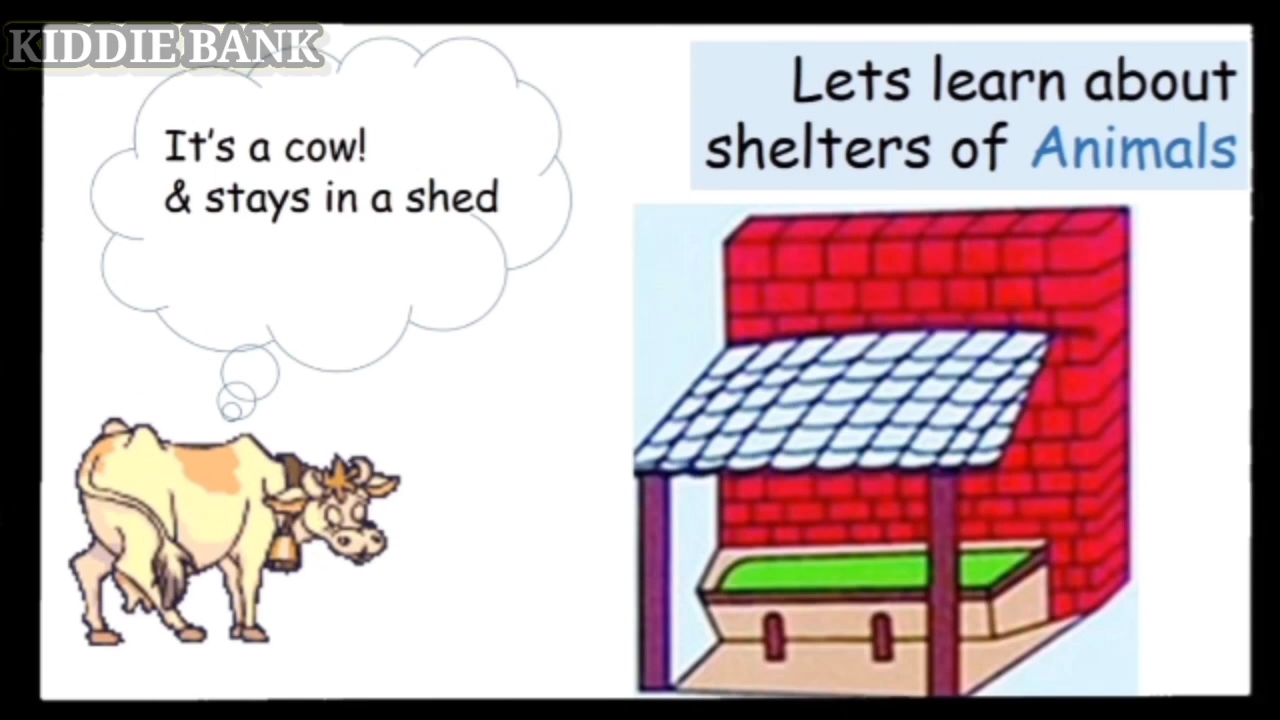 KIDDIE BANK
Lets learn about
shelters of Animals
It's a cow!
& stays in a shed